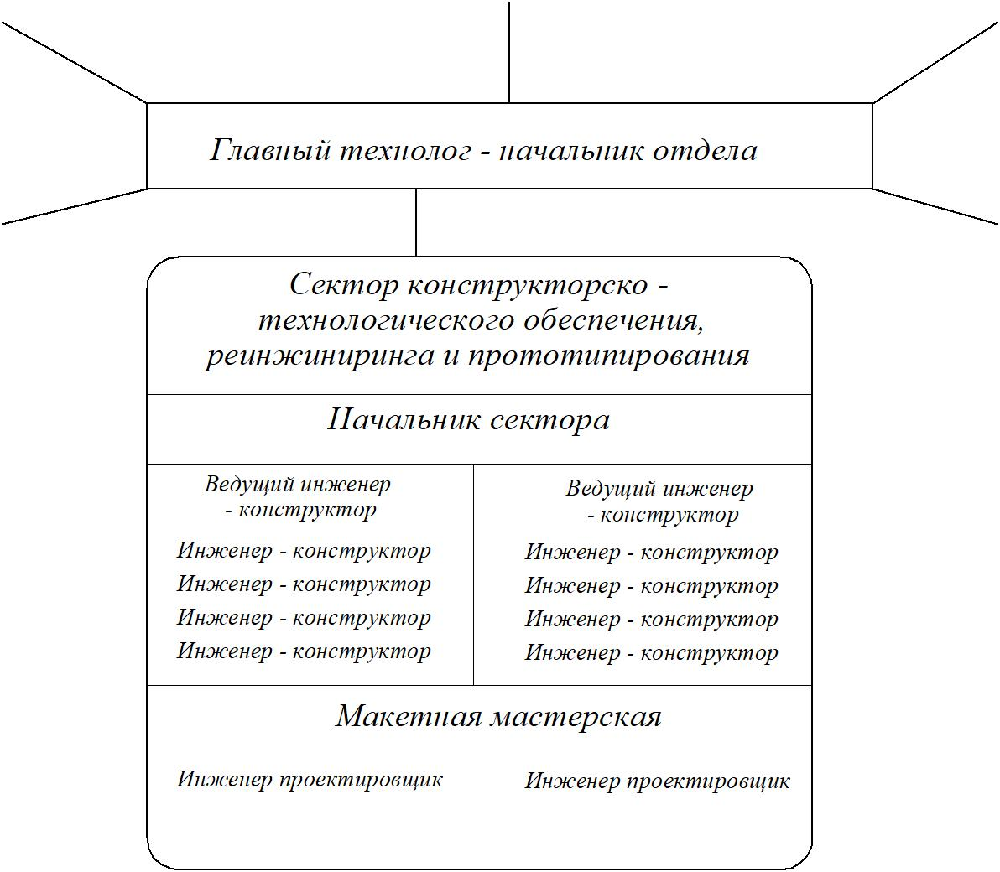 Главный технолог - начальник отдела
Сектор конструкторско -
технологического обеспечения,
реинжиниринга и прототипирования
Начальник сектора
Ведущий инженер
- конструктор
Инженер - конструктор
Инженер - конструктор
Инженер - конструктор
Инженер - конструктор
Ведущий инженер
- конструктор
Инженер - конструктор
Инженер - конструктор
Инженер - конструктор
Инженер - конструктор
Макетная мастерская
Инженер проектировщик
Инженер проектировщик